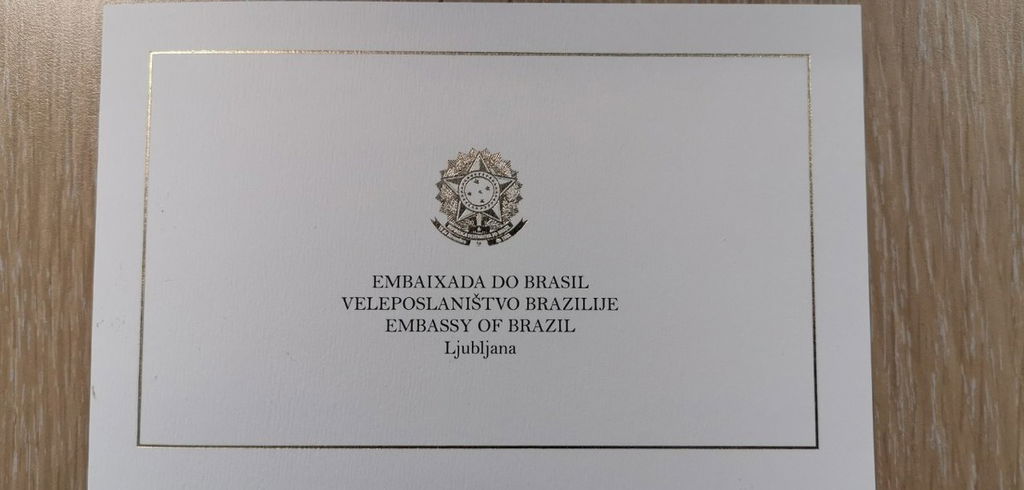 EMBAIXADA DO BRASIL
VELEPOSLANIŠTVO BRAZILIJE
EMBASSY OF BRAZIL
Ljubljana